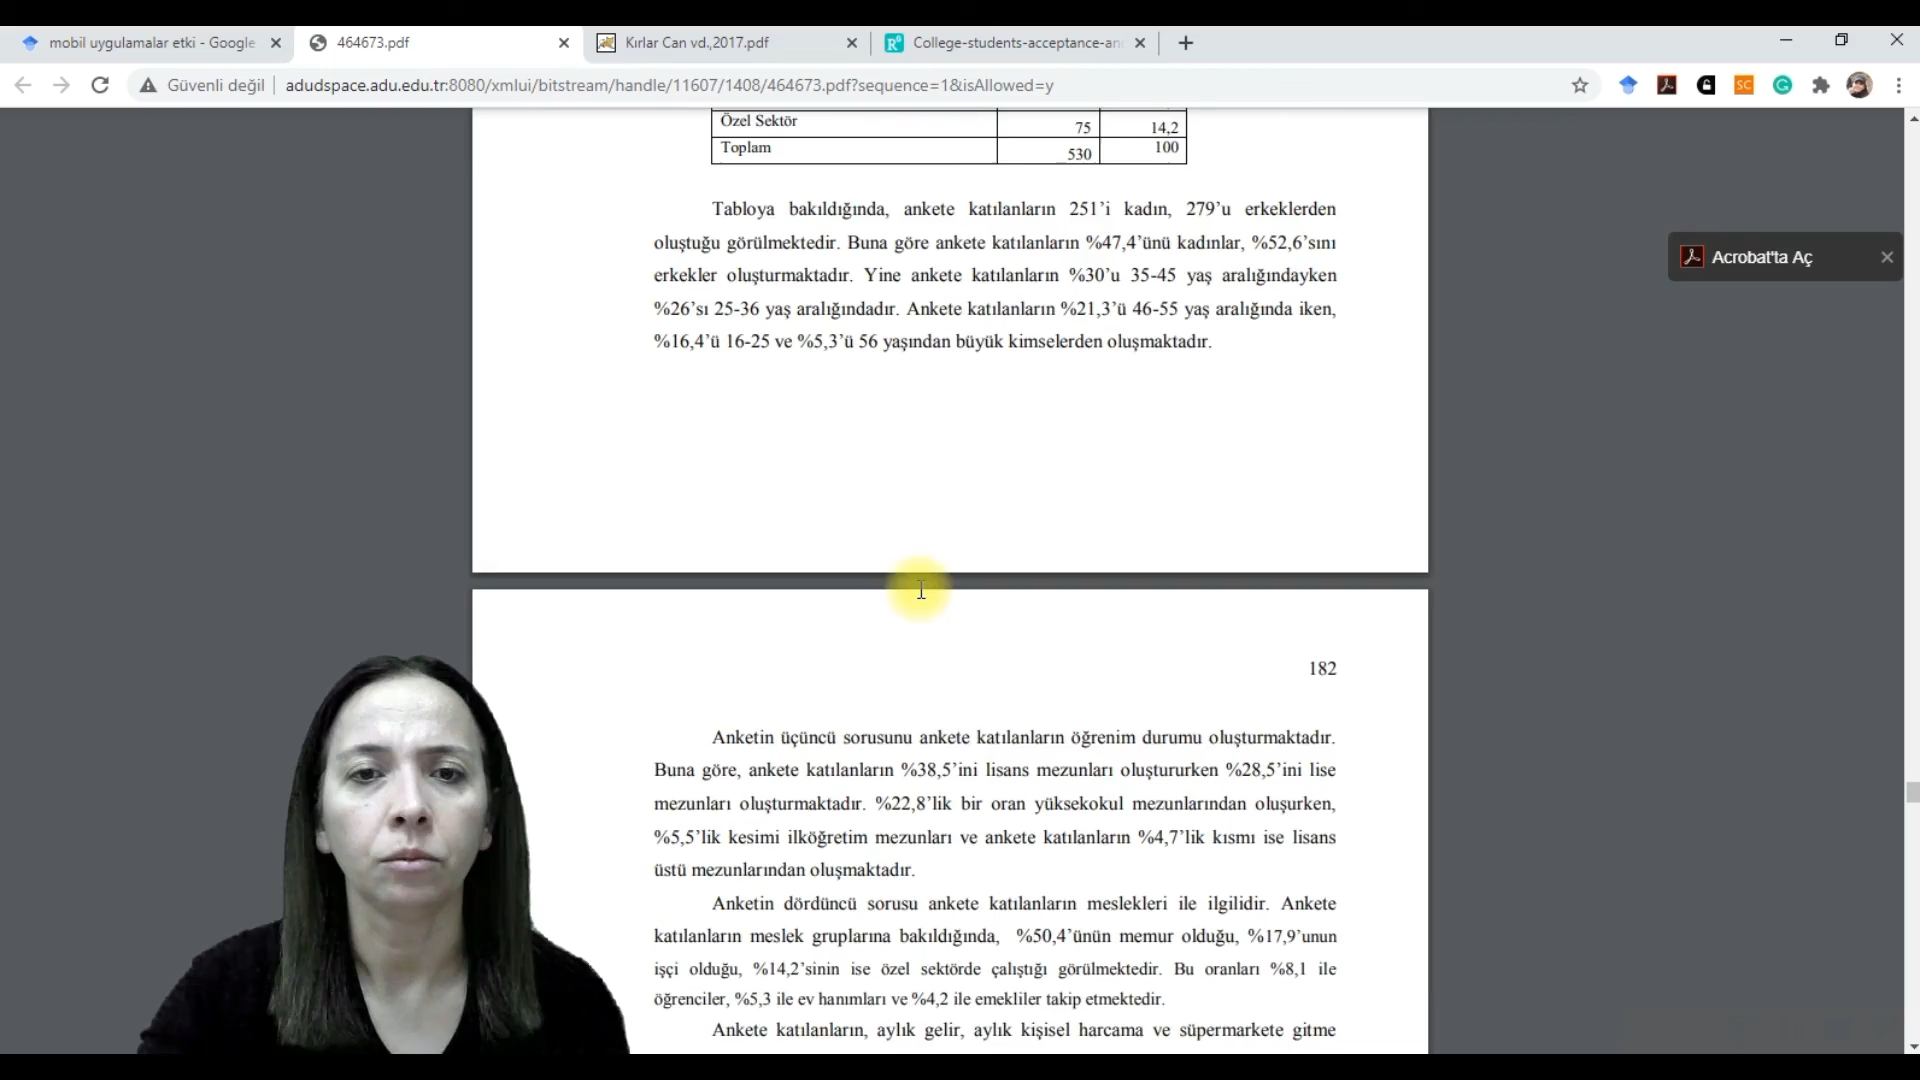 mobil uygulamalar etki - Google
464673.pdf
Kırlar Can vd.,2017.pdf
College-students-acceptance-an
Güvenli değil
adudspace.adu.edu.tr:8080/xmlui/bitstream/handle/11607/1408/464673.pdf?sequence=1&isAllowed=y
SC
Acrobat'ta Aç
Özel Sektör 75 14,2
Toplam 530 100
Tabloya bakıldığında, ankete katılanların 251’i kadın, 279’u erkeklerden
oluştuğu görülmektedir. Buna göre ankete katılanların %47,4’ünü kadınlar, %52,6’sını
erkekler oluşturmaktadır. Yine ankete katılanların %30’u 35-45 yaş aralığındayken
%26’sı 25-36 yaş aralığındadır. Ankete katılanların %21,3’ü 46-55 yaş aralığında iken,
%16,4’ü 16-25 ve %5,3’ü 56 yaşından büyük kimselerden oluşmaktadır.
182
Anketin üçüncü sorusunu ankete katılanların öğrenim durumu oluşturmaktadır.
Buna göre, ankete katılanların %38,5’ini lisans mezunları oluştururken %28,5’ini lise
mezunları oluşturmaktadır. %22,8’lik bir oran yüksekokul mezunlarından oluşurken,
%5,5’lik kesimi ilköğretim mezunları ve ankete katılanların %4,7’lik kısmı ise lisans
üstü mezunlarından oluşmaktadır.
Anketin dördüncü sorusu ankete katılanların meslekleri ile ilgilidir. Ankete
katılanların meslek gruplarına bakıldığında, %50,4’ünün memur olduğu, %17,9’unun
işçi olduğu, %14,2’sinin ise özel sektörde çalıştığı görülmektedir. Bu oranları %8,1 ile
öğrenciler, %5,3 ile ev hanımları ve %4,2 ile emekliler takip etmektedir.
Ankete katılanların, aylık gelir, aylık kişisel harcama ve süpermarkete gitme